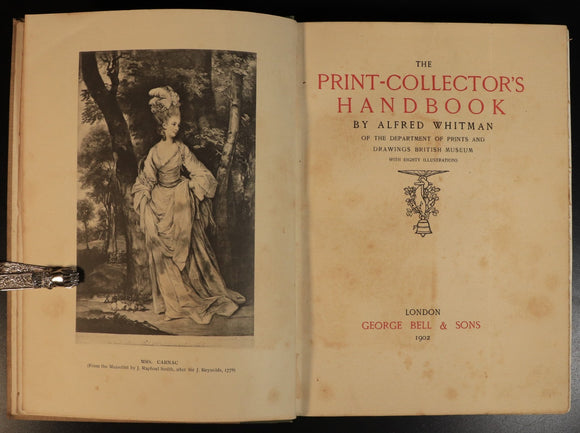 MRS. CARNAC
(From the Mezzotint by J. Raphael Smith, after Sir J. Reynolds, 1778)
THE
PRINT-COLLECTOR'S
HANDBOOK
BY ALFRED WHITMAN
OF THE DEPARTMENT OF PRINTS AND
DRAWINGS BRITISH MUSEUM
WITH EIGHTY ILLUSTRATIONS
LONDON
GEORGE BELL & SONS
1902